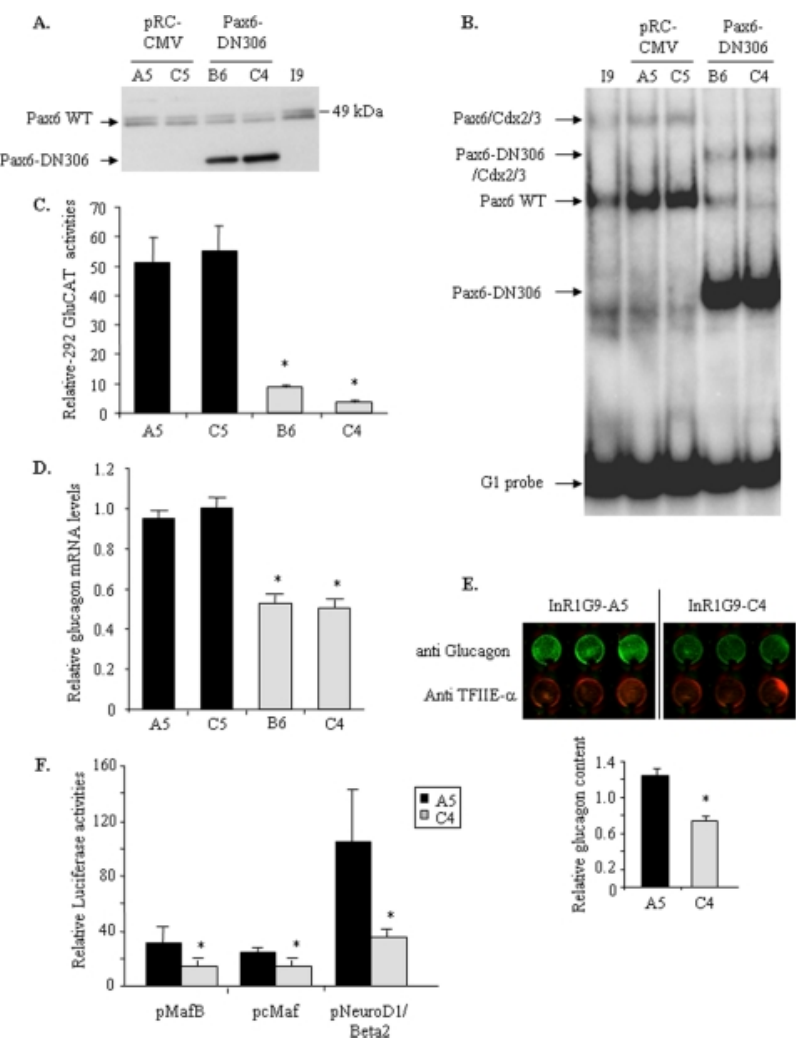 A.
pRC-
CMV
Pax6-
DN306
A5 C5 B6 C4 I9
Pax6 WT
49 kDa
Pax6-DN306
B.
pRC-
CMV
Pax6-
DN306
I9 A5 C5 B6 C4
Pax6/Cdx2/3
Pax6-DN306
/Cdx2/3
Pax6 WT
Pax6-DN306
G1 probe
C.
Relative-292 GluCAT activities
70
60
50
40
30
20
10
0
* *
A5 C5 B6 C4
D.
Relative glucagon mRNA levels
1.2
1.0
0.8
0.6
0.4
0.2
0
* *
A5 C5 B6 C4
E.
InR1G9-A5 InR1G9-C4
anti Glucagon
Anti TFIIE-α
Relative glucagon content
1.4
1.0
0.6
0.2
0
*
A5 C4
F.
Relative Luciferase activities
160
120
80
40
0
A5
C4
* * *
pMafB pcMaf pNeuroD1/
Beta2